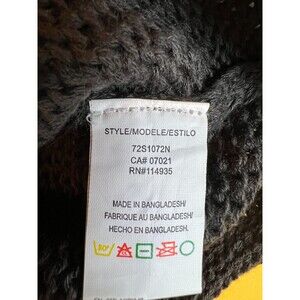 STYLE/MODELE/ESTILO
72S1072N
CA# 07021
RN#114935
MADE IN BANGLADESH/
FABRIQUE AU BANGLADESH/
HECHO EN BANGLADESH.